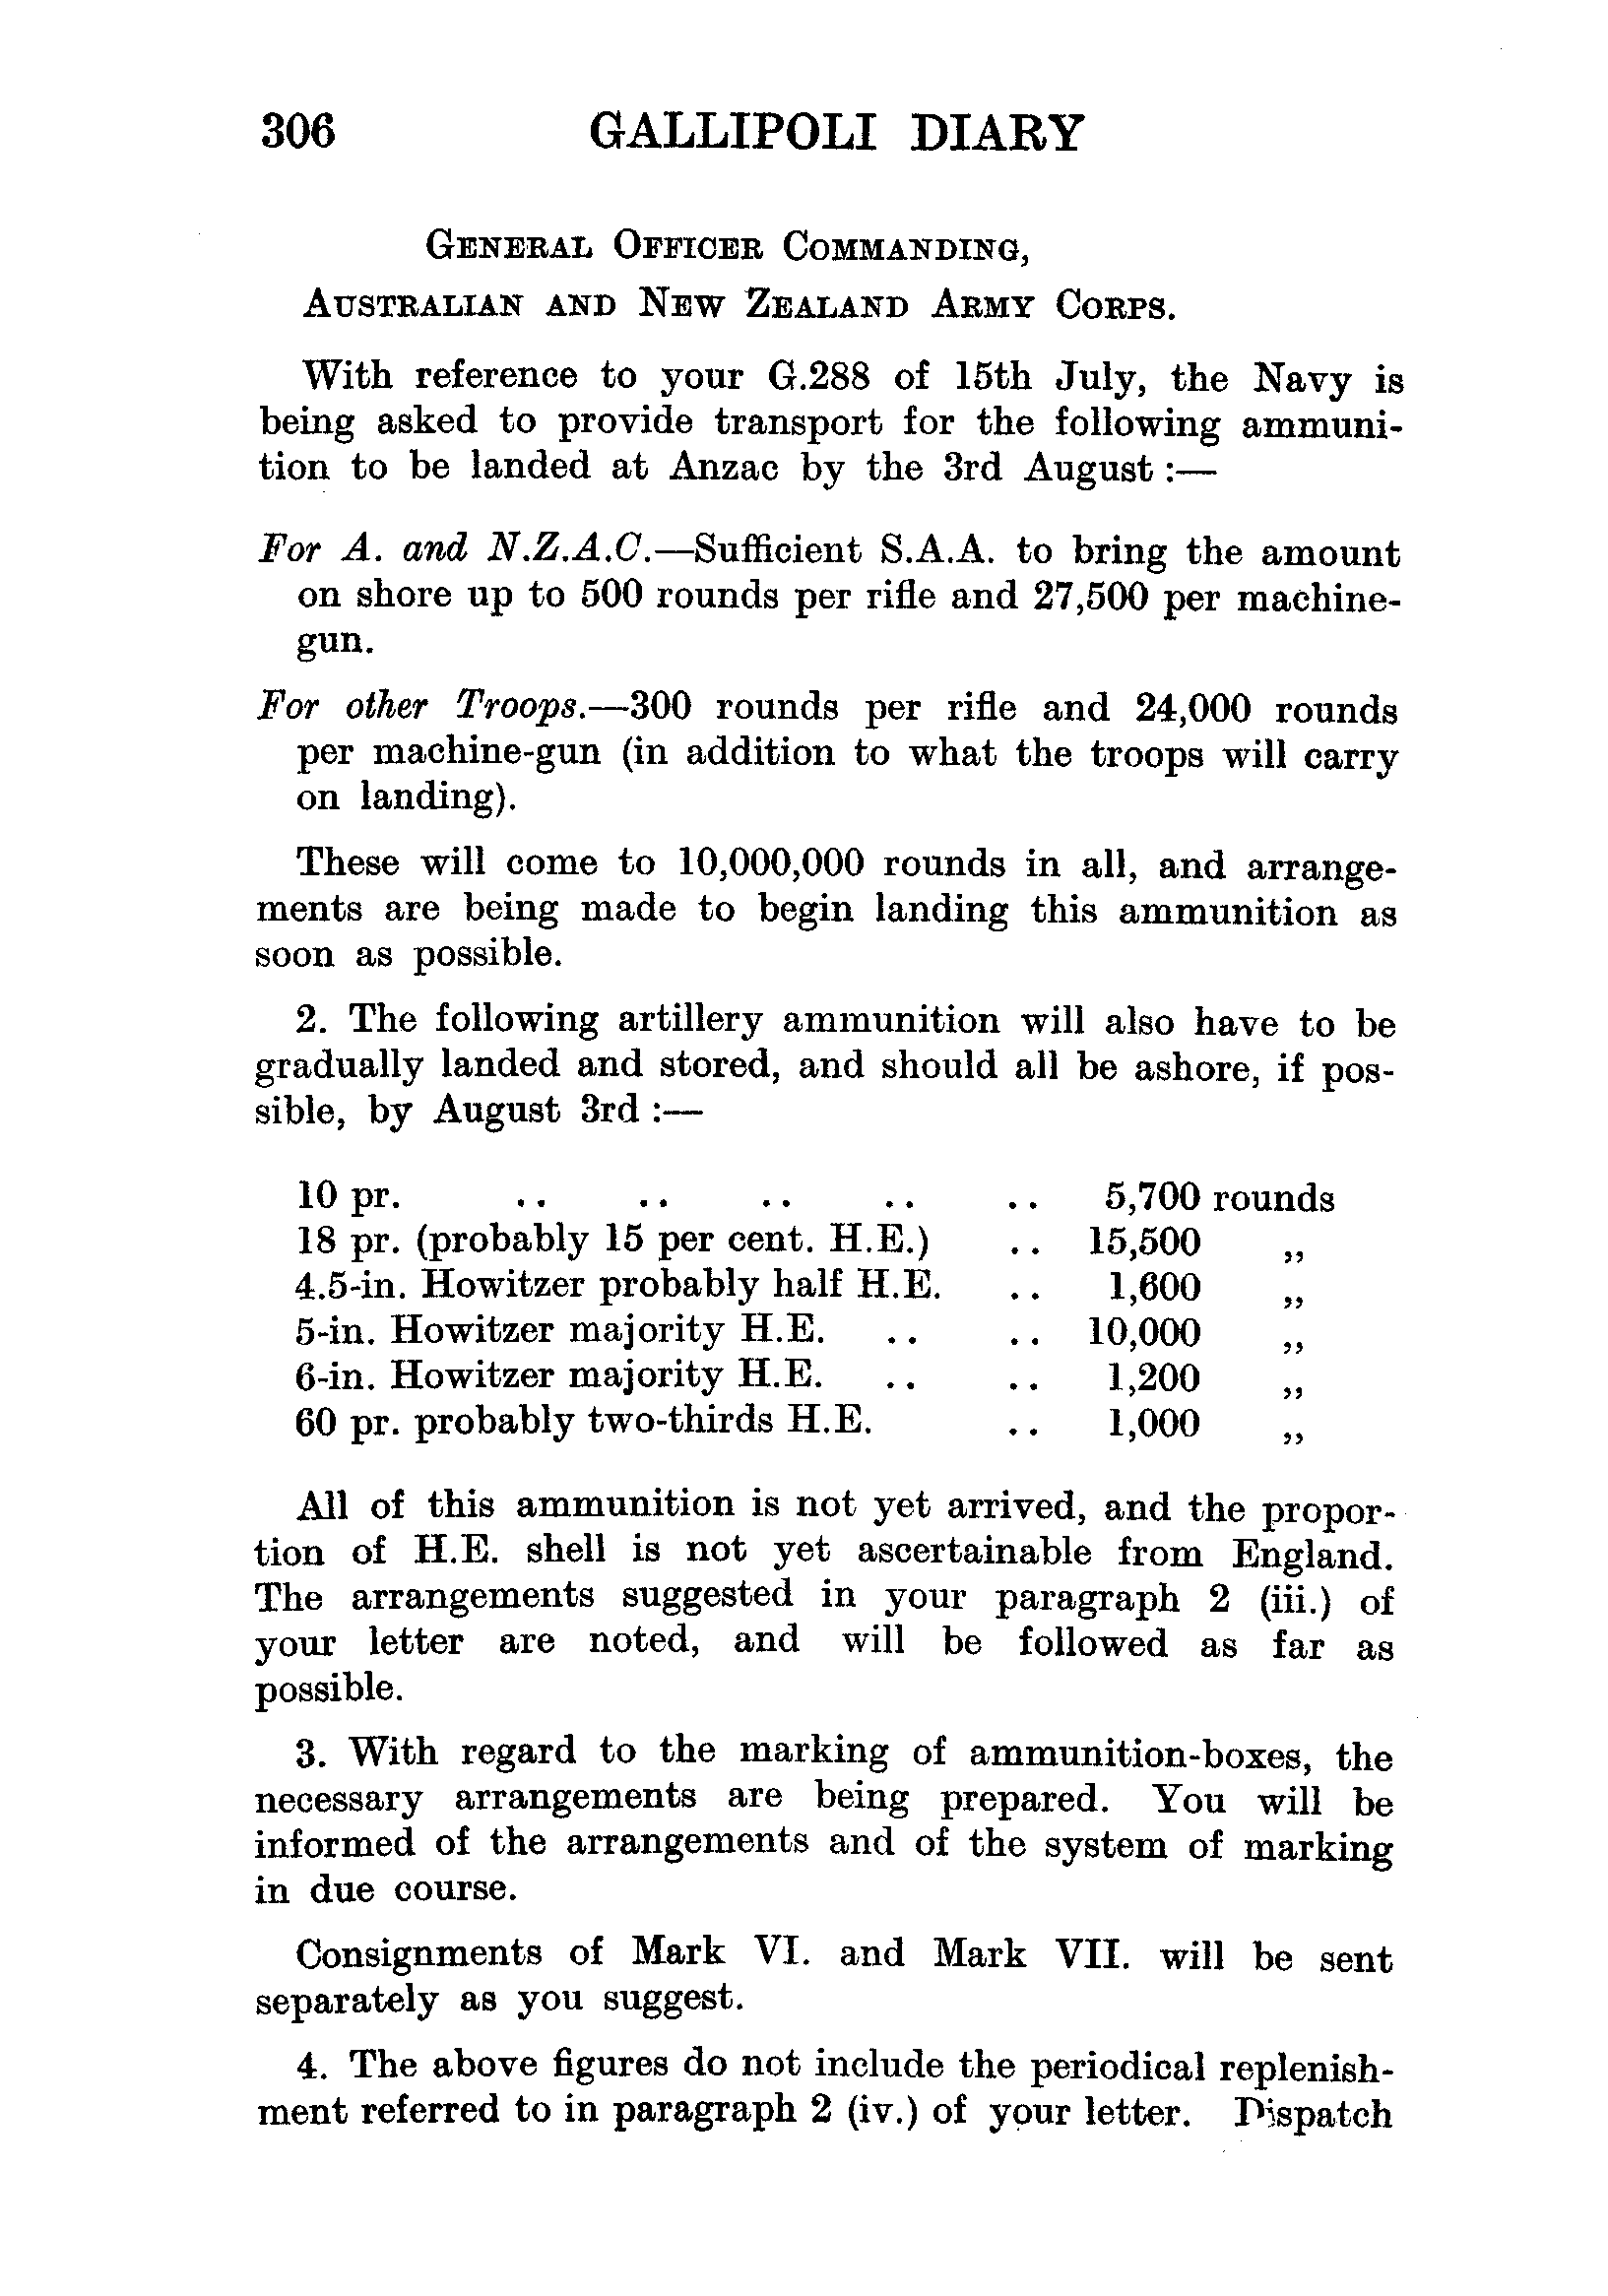 306 GALLIPOLI DIARY
GENERAL OFFICER COMMANDING,
AUSTRALIAN AND NEW ZEALAND ARMY CORPS.
With reference to your G.288 of 15th July, the Navy is
being asked to provide transport for the following ammuni-
tion to be landed at Anzac by the 3rd August :—
For A. and N.Z.A.C.—Sufficient S.A.A. to bring the amount
on shore up to 500 rounds per rifle and 27,500 per machine-
gun.
For other Troops.—300 rounds per rifle and 24,000 rounds
per machine-gun (in addition to what the troops will carry
on landing).
These will come to 10,000,000 rounds in all, and arrange-
ments are being made to begin landing this ammunition as
soon as possible.
2. The following artillery ammunition will also have to be
gradually landed and stored, and should all be ashore, if pos-
sible, by August 3rd :—
10 pr. .. .. .. .. .. 5,700 rounds
18 pr. (probably 15 per cent. H.E.) .. 15,500 „
4.5-in. Howitzer probably half H.E. .. 1,600 „
5-in. Howitzer majority H.E. .. .. 10,000 „
6-in. Howitzer majority H.E. .. .. 1,200 „
60 pr. probably two-thirds H.E. .. 1,000 „
All of this ammunition is not yet arrived, and the propor-
tion of H.E. shell is not yet ascertainable from England.
The arrangements suggested in your paragraph 2 (iii.) of
your letter are noted, and will be followed as far as
possible.
3. With regard to the marking of ammunition-boxes, the
necessary arrangements are being prepared. You will be
informed of the arrangements and of the system of marking
in due course.
Consignments of Mark VI. and Mark VII. will be sent
separately as you suggest.
4. The above figures do not include the periodical replenish-
ment referred to in paragraph 2 (iv.) of your letter. Dispatch